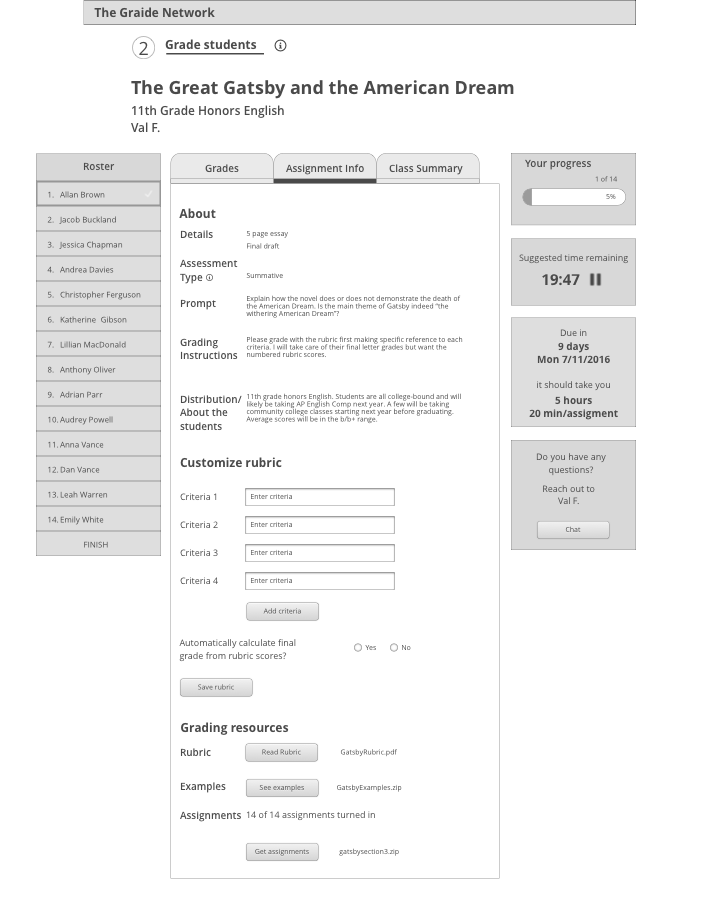 The Graide Network
2 Grade students
The Great Gatsby and the American Dream
11th Grade Honors English
Val F.
Roster
1. Allan Brown
2. Jacob Buckland
3. Jessica Chapman
4. Andrea Davies
5. Christopher Ferguson
6. Katherine Gibson
7. Lillian MacDonald
8. Anthony Oliver
9. Adrian Parr
10. Audrey Powell
11. Anna Vance
12. Dan Vance
13. Leah Warren
14. Emily White
FINISH
Grades Assignment Info Class Summary
About
Details 5 page essay
Final draft
Assessment
Type Summative
Prompt
Explain how the novel does or does not demonstrate the death of
the American Dream. Is the main theme of Gatsby indeed "the
withering American Dream"?
Grading
Instructions
Please grade with the rubric first making specific reference to each
criteria. I will take care of their final letter grades but want the
numbered rubric scores.
Distribution/
About the
students
11th grade honors English. Students are all college-bound and will
likely be taking AP English Comp next year. A few will be taking
community college classes starting next year before graduating.
Average scores will be in the b/b+ range.
Customize rubric
Criteria 1 Enter criteria
Criteria 2 Enter criteria
Criteria 3 Enter criteria
Criteria 4 Enter criteria
Add criteria
Automatically calculate final
grade from rubric scores?
Yes No
Save rubric
Grading resources
Rubric Read Rubric GatsbyRubric.pdf
Examples See examples GatsbyExamples.zip
Assignments 14 of 14 assignments turned in
Get assignments gatsbysection3.zip
Your progress
1 of 14
5%
Suggested time remaining
19:47
Due in
9 days
Mon 7/11/2016
it should take you
5 hours
20 min/assigment
Do you have any
questions?
Reach out to
Val F.
Chat